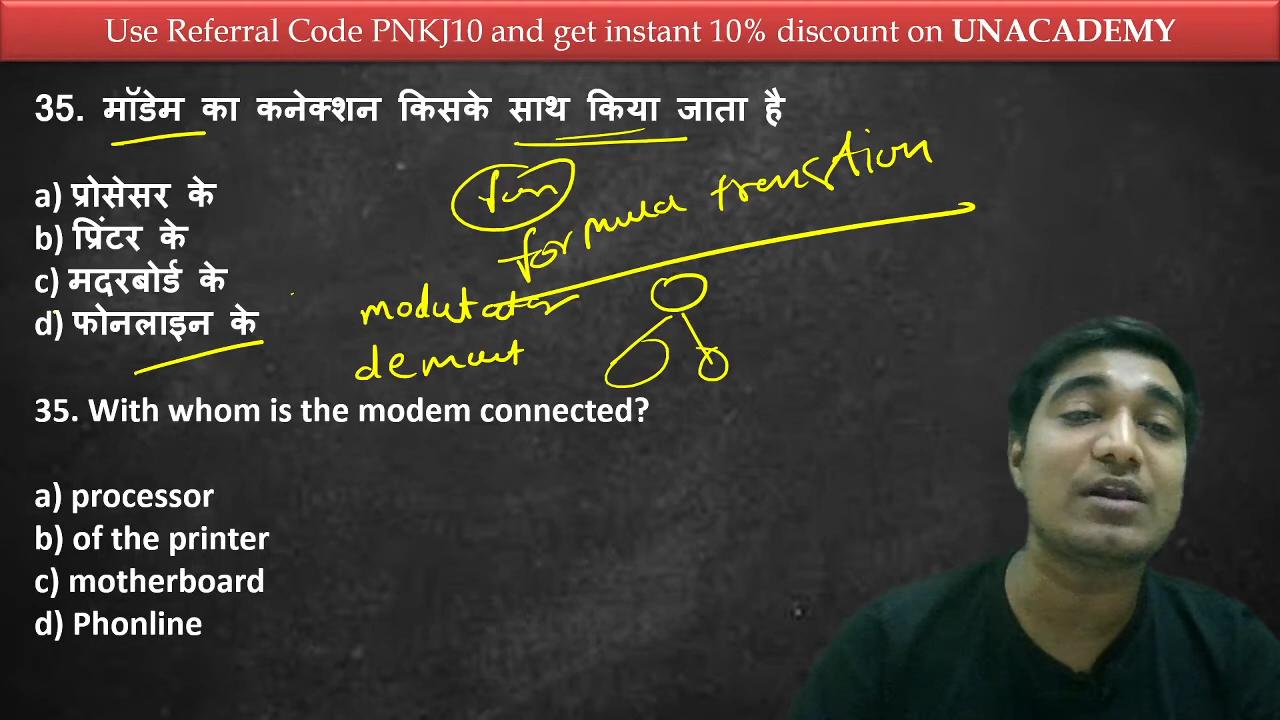 Use Referral Code PNKJ10 and get instant 10% discount on UNACADEMY
35. मॉडेम का कनेक्शन किसके साथ किया जाता है
a) प्रोसेसर के
b) प्रिंटर के
c) मदरबोर्ड के
d) फोनलाइन के
formula
35. With whom is the modem connected?
a) processor
b) of the printer
c) motherboard
d) Phonline